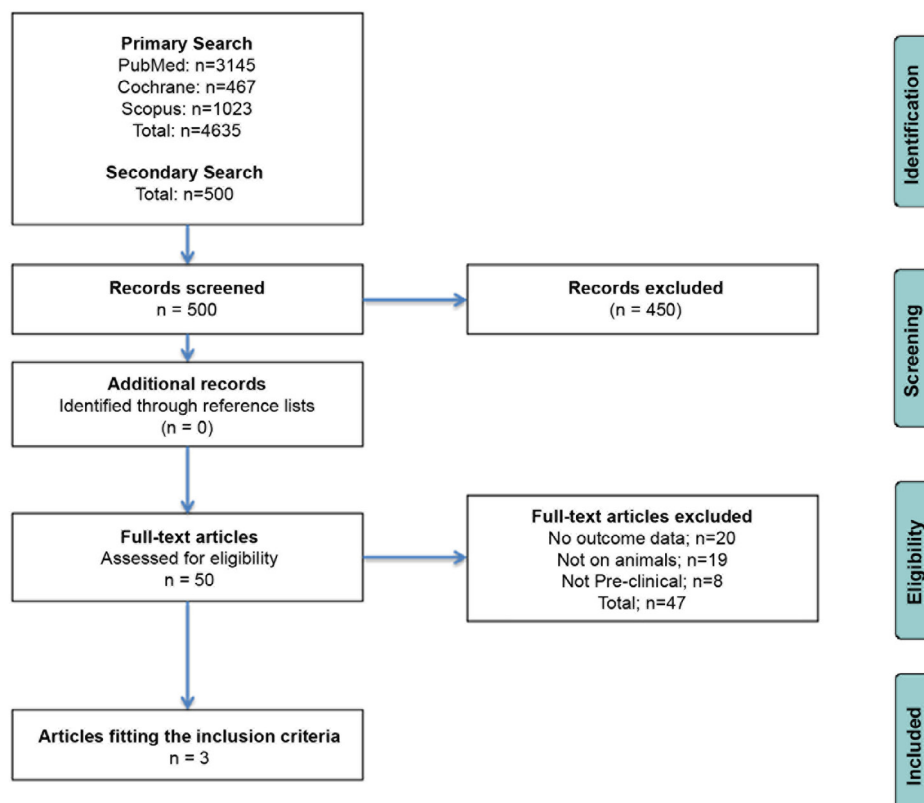 Primary Search
PubMed: n=3145
Cochrane: n=467
Scopus: n=1023
Total: n=4635
Secondary Search
Total: n=500
Identification
Records screened
n = 500
Records excluded
(n = 450)
Screening
Additional records
Identified through reference lists
(n = 0)
Full-text articles
Assessed for eligibility
n = 50
Full-text articles excluded
No outcome data; n=20
Not on animals; n=19
Not Pre-clinical; n=8
Total; n=47
Eligibility
Articles fitting the inclusion criteria
n = 3
Included